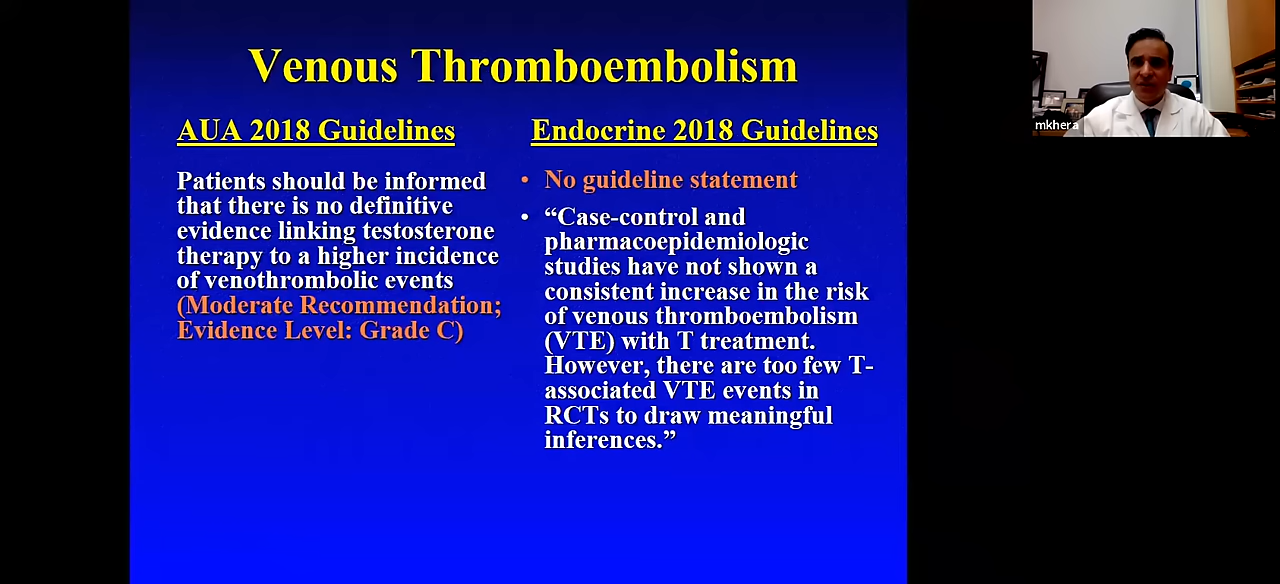 Venous Thromboembolism
AUA 2018 Guidelines
Patients should be informed
that there is no definitive
evidence linking testosterone
therapy to a higher incidence
of venothrombolic events
(Moderate Recommendation;
Evidence Level: Grade C)
Endocrine 2018 Guidelines
• No guideline statement
• “Case-control and
pharmacoepidemiologic
studies have not shown a
consistent increase in the risk
of venous thromboembolism
(VTE) with T treatment.
However, there are too few T-
associated VTE events in
RCTs to draw meaningful
inferences.”
mkhera